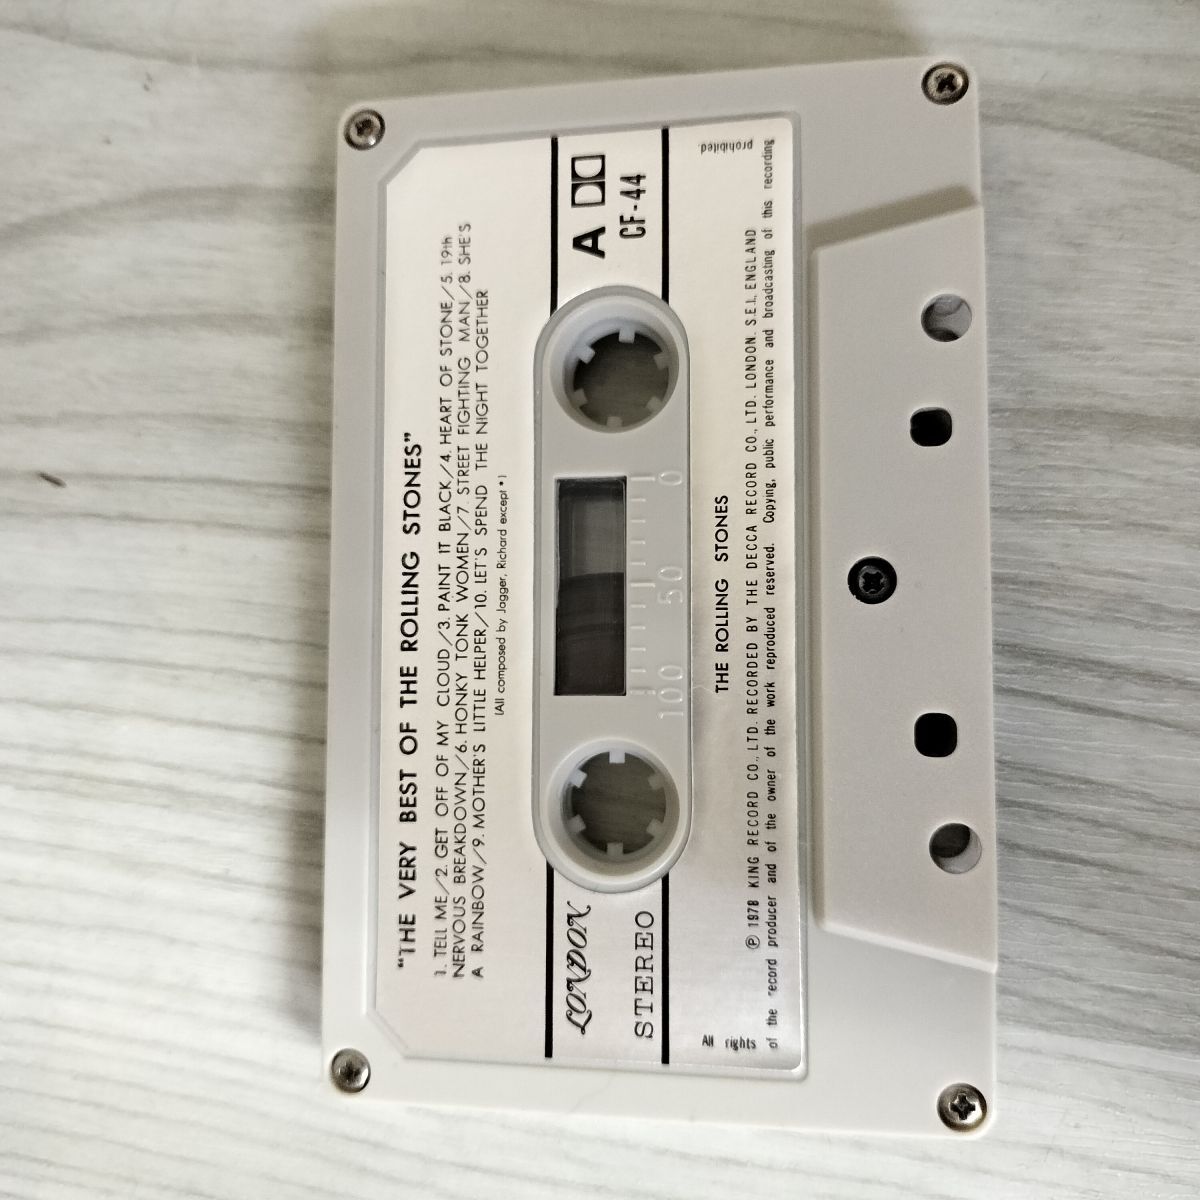 "THE VERY BEST OF THE ROLLING STONES"
1. TELL ME/2. GET OFF OF MY CLOUD/3. PAINT IT BLACK/4. HEART OF STONE/5. 19th
NERVOUS BREAKDOWN/6. HONKY TONK WOMEN/7. STREET FIGHTING MAN/8. SHE'S
A RAINBOW/9. MOTHER'S LITTLE HELPER/10. LET'S SPEND THE NIGHT TOGETHER
(All composed by Jagger, Richard except *)
LONDON
STEREO
A
CF-44
100 50 0
THE ROLLING STONES
℗ 1978 KING RECORD CO., LTD. RECORDED BY THE DECCA RECORD CO., LTD. LONDON. S.E.I., ENGLAND
All rights of the record producer and of the owner of the work reproduced reserved. Copying, public performance and broadcasting of this recording prohibited.